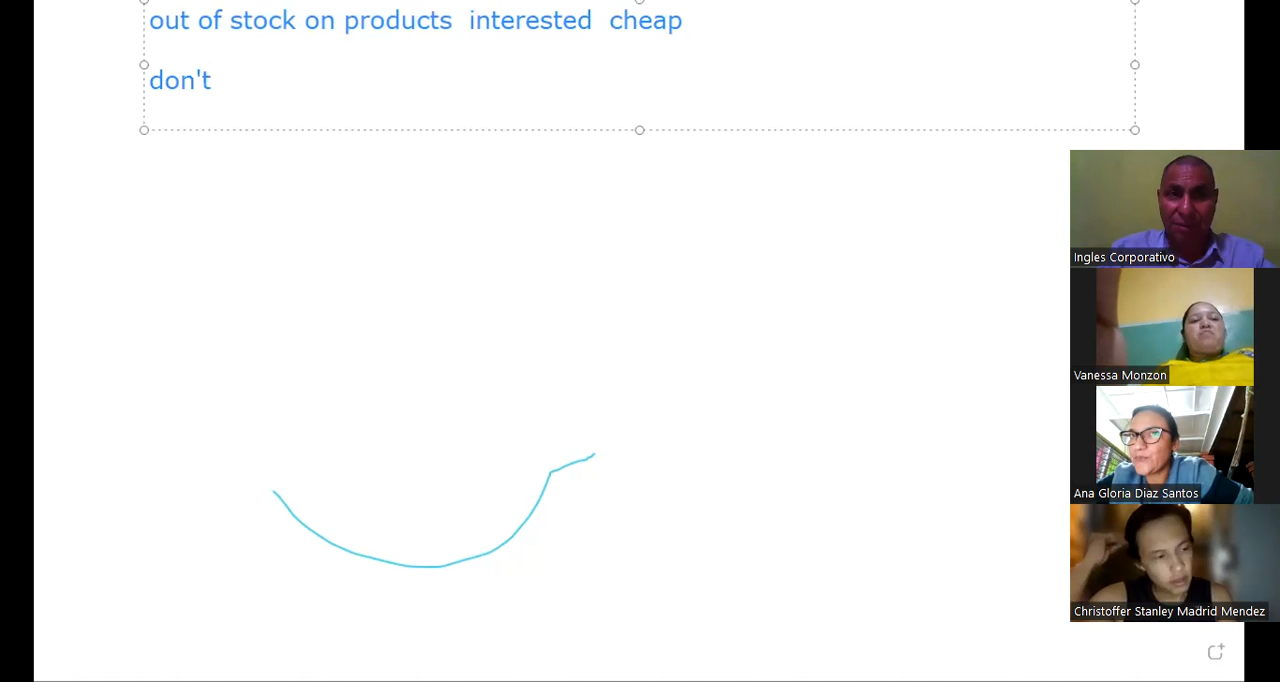 out of stock on products  interested  cheap
don't
Ingles Corporativo
Vanessa Monzon
Ana Gloria Diaz Santos
Christoffer Stanley Madrid Mendez